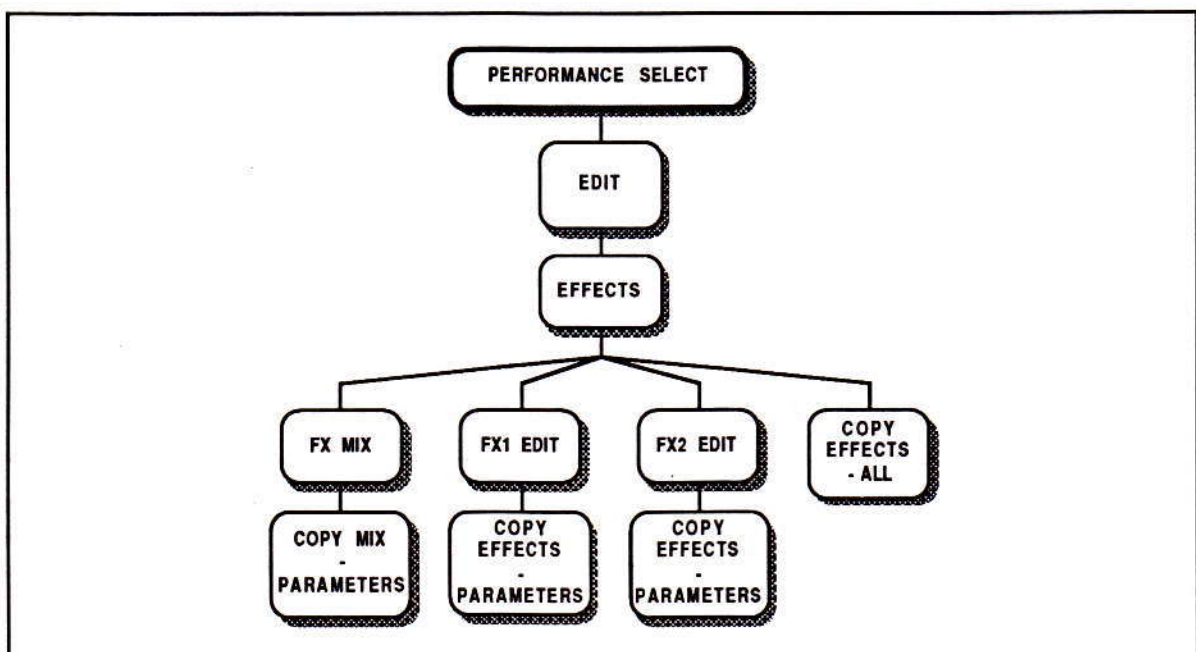 PERFORMANCE SELECT
EDIT
EFFECTS
FX MIX
FX1 EDIT
FX2 EDIT
COPY
EFFECTS
- ALL
COPY MIX
-
PARAMETERS
COPY
EFFECTS
-
PARAMETERS
COPY
EFFECTS
-
PARAMETERS